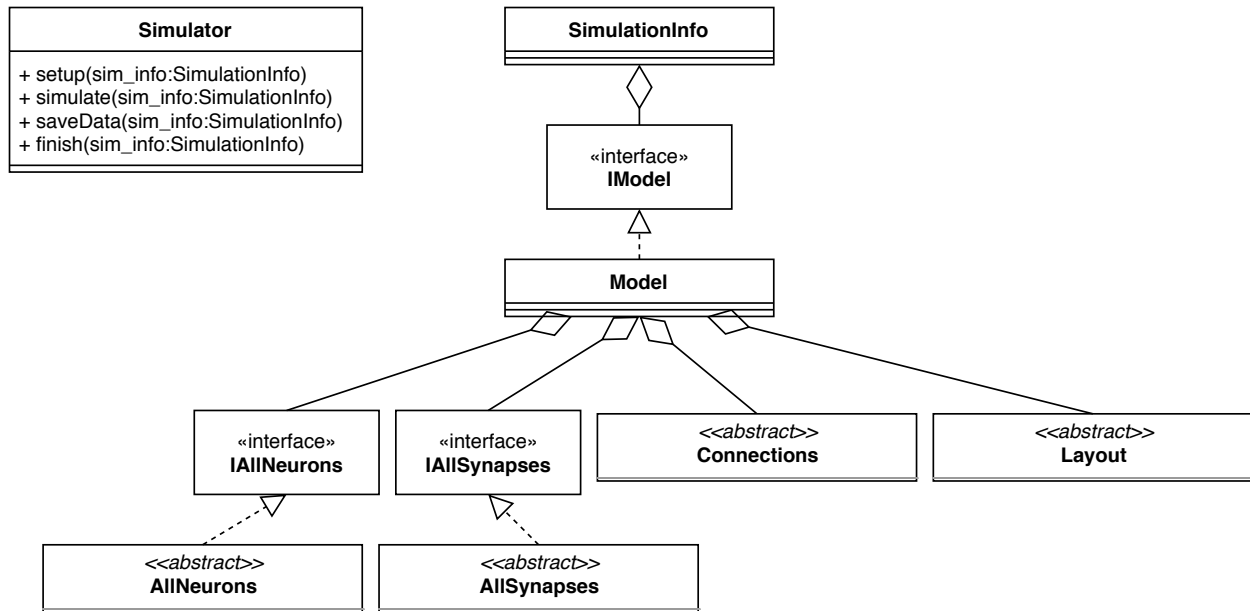 Simulator
+ setup(sim_info:SimulationInfo)
+ simulate(sim_info:SimulationInfo)
+ saveData(sim_info:SimulationInfo)
+ finish(sim_info:SimulationInfo)
SimulationInfo
«interface»
IModel
Model
«interface»
IAllNeurons
«interface»
IAllSynapses
<<abstract>>
Connections
<<abstract>>
Layout
<<abstract>>
AllNeurons
<<abstract>>
AllSynapses